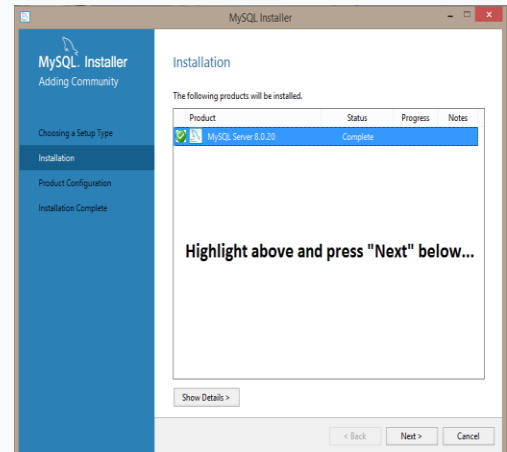 MySQL Installer
MySQL. Installer
Adding Community
Choosing a Setup Type
Installation
Product Configuration
Installation Complete
Installation
The following products will be installed.
Product Status Progress Notes
MySQL Server 8.0.20 Complete
Highlight above and press "Next" below...
Show Details >
< Back Next > Cancel